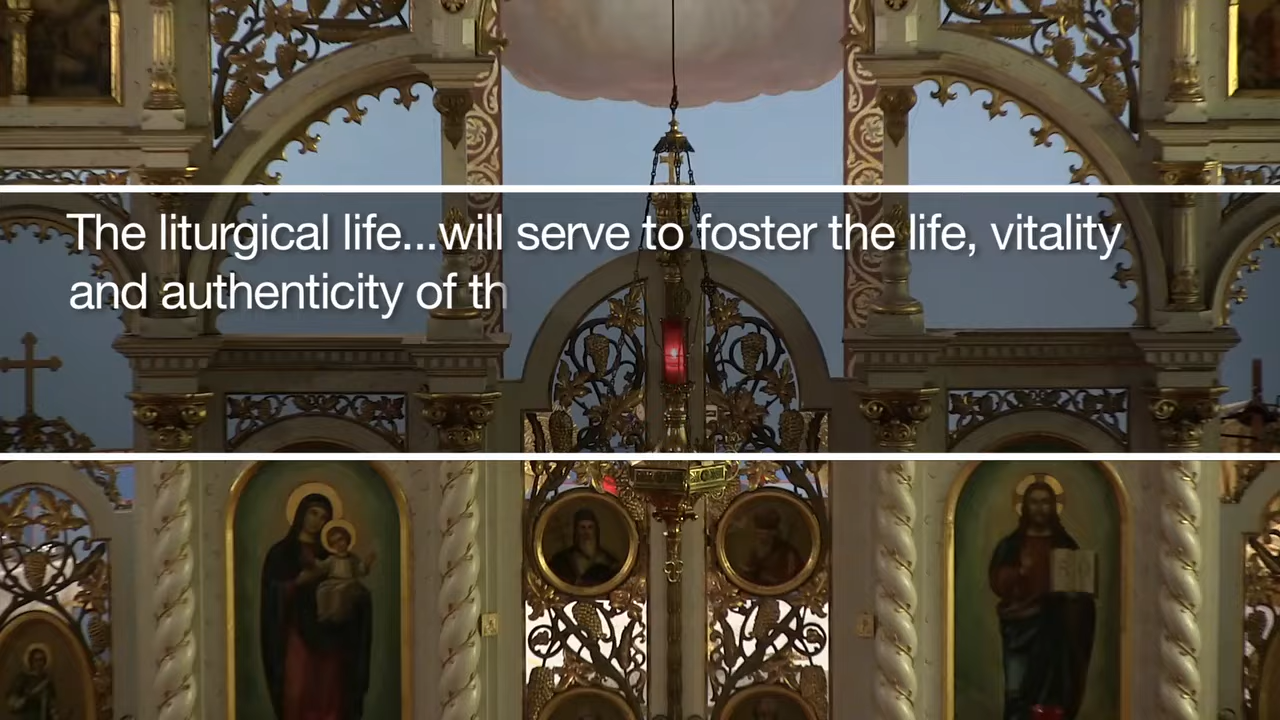 The liturgical life...will serve to foster the life, vitality
and authenticity of th